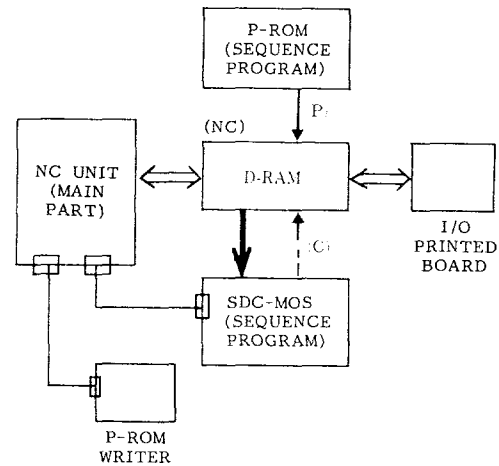 P-ROM
(SEQUENCE
PROGRAM)
(NC)
NC UNIT
(MAIN
PART)
D-RAM
I/O
PRINTED
BOARD
(C)
SDC-MOS
(SEQUENCE
PROGRAM)
P-ROM
WRITER